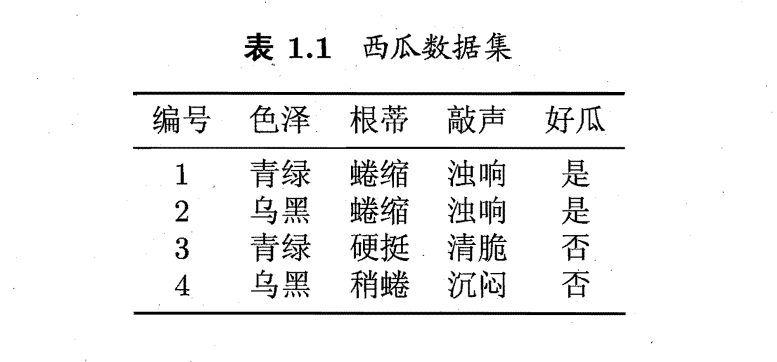 表 1.1 西瓜数据集
编号 色泽 根蒂 敲声 好瓜
1 青绿 蜷缩 浊响 是
2 乌黑 蜷缩 浊响 是
3 青绿 硬挺 清脆 否
4 乌黑 稍蜷 沉闷 否